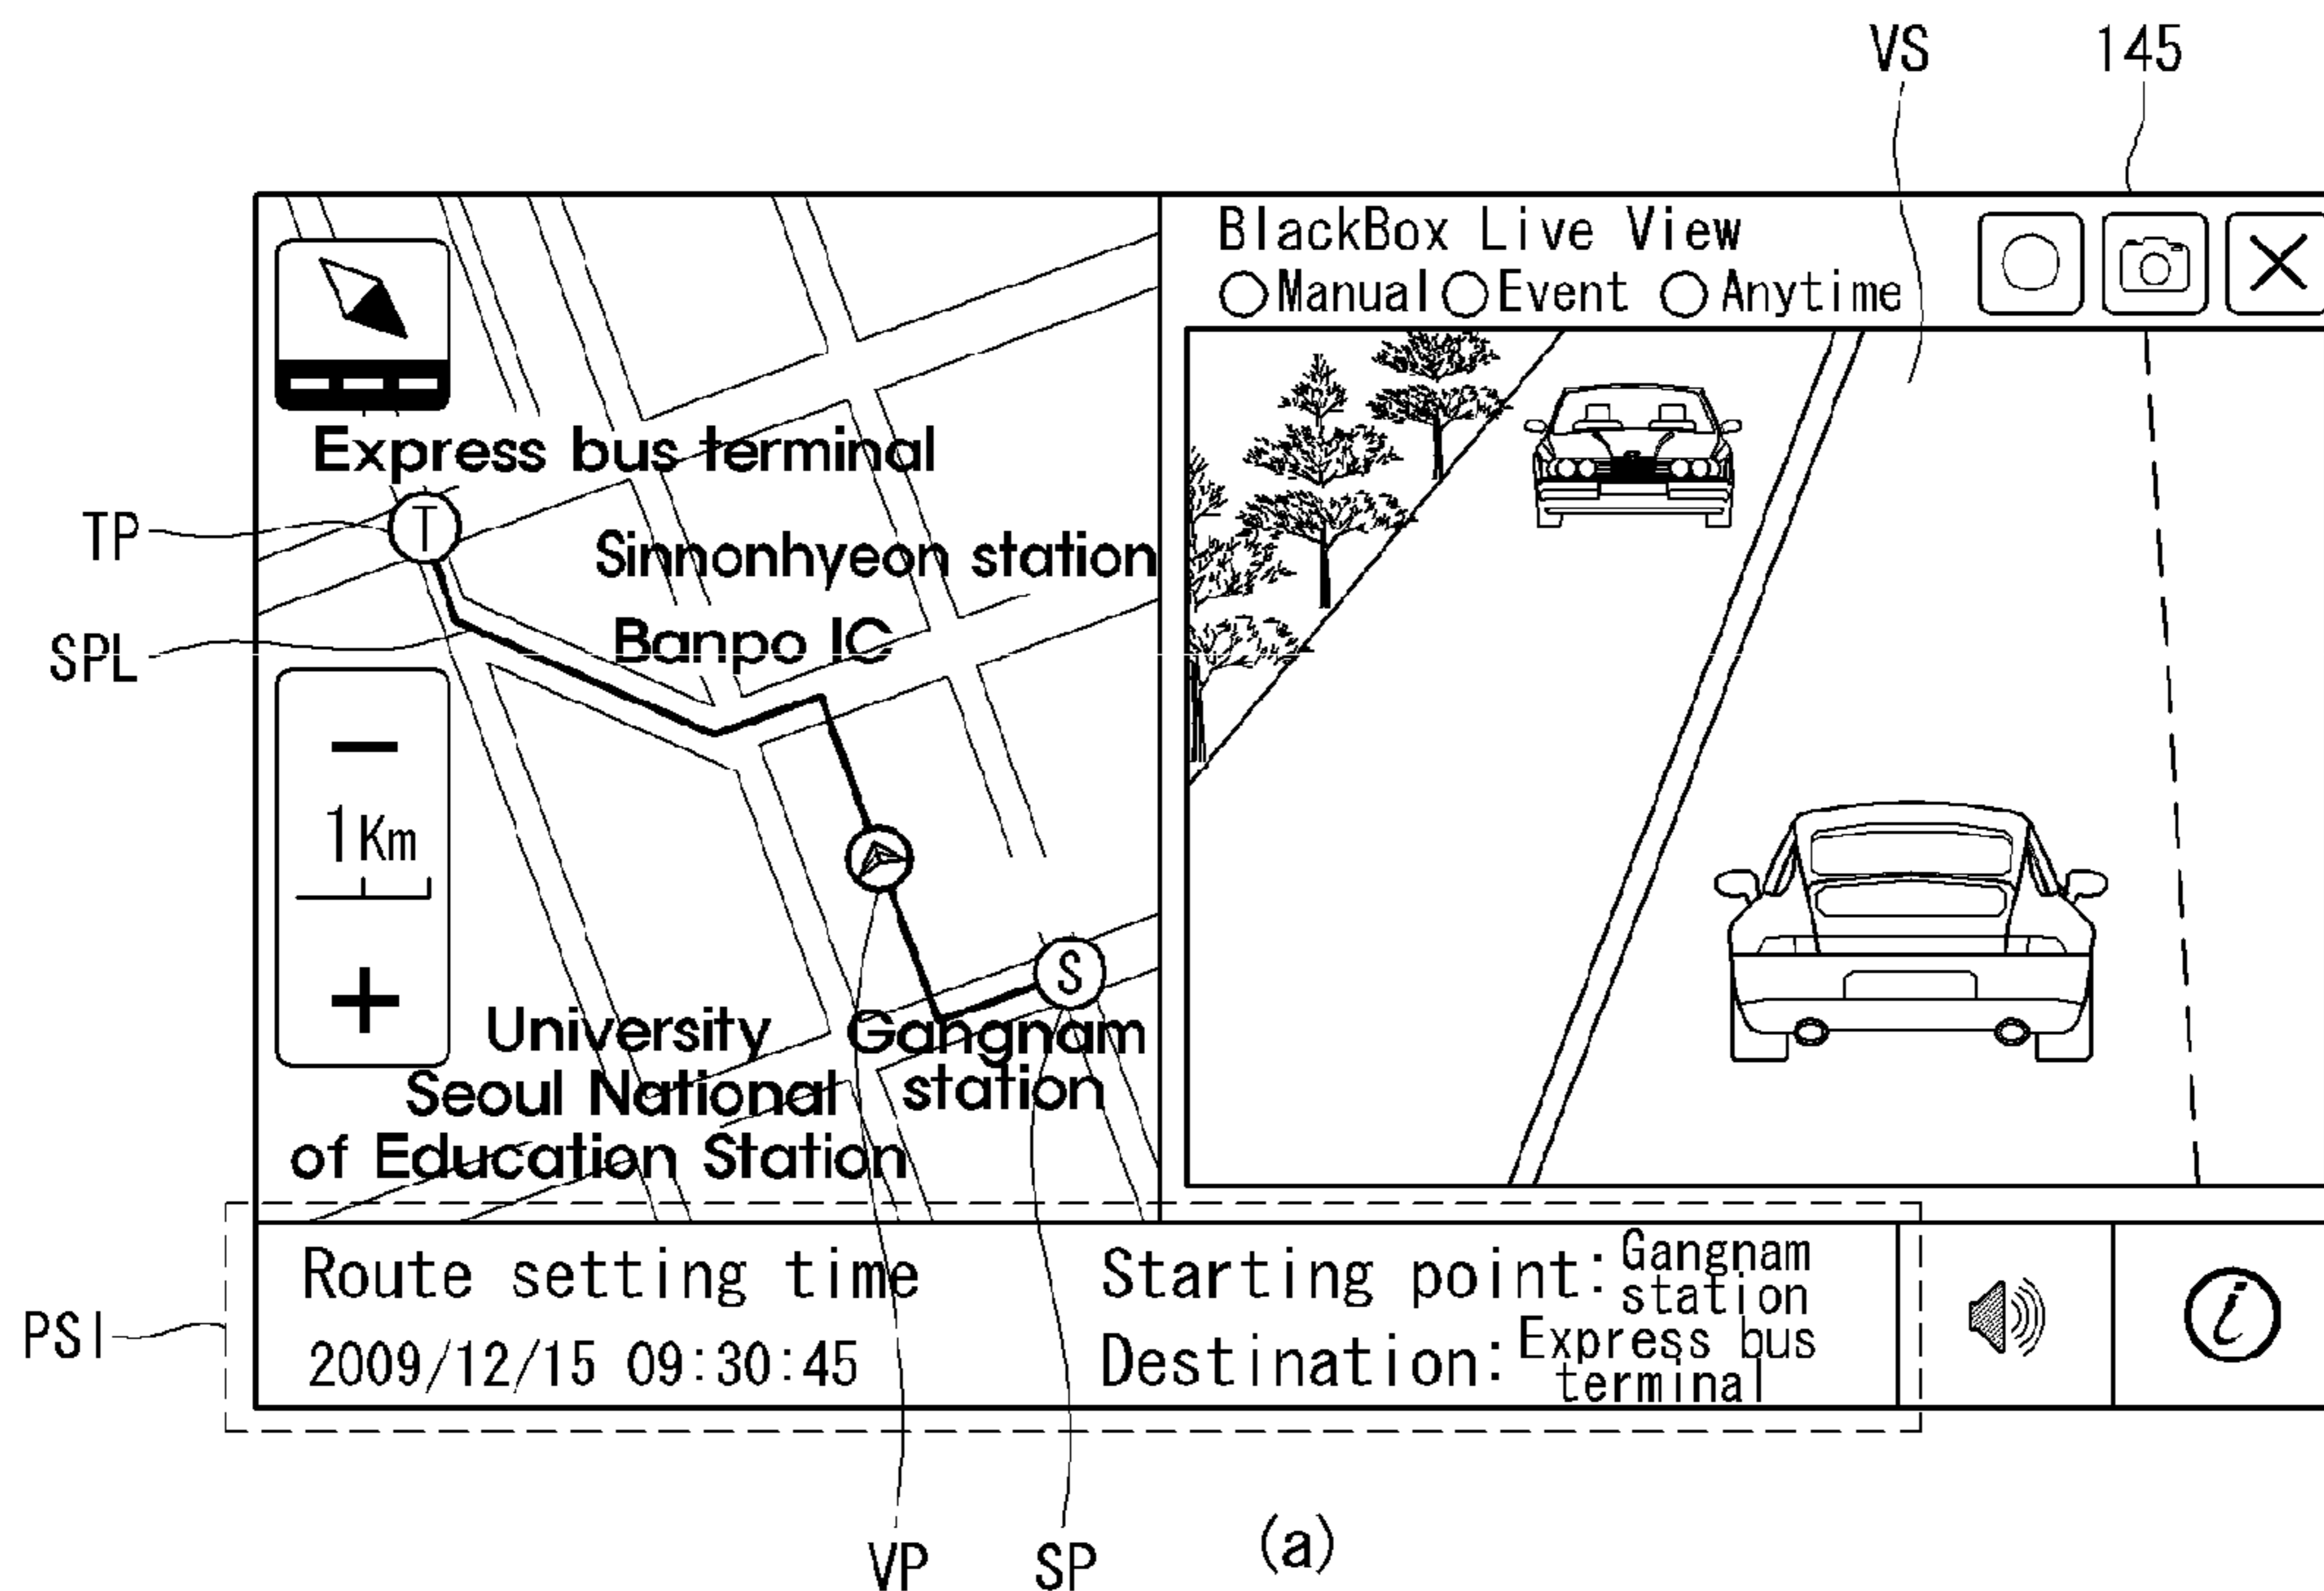 VS 145
BlackBox Live View
Manual Event Anytime
Express bus terminal
TP
T
Sinnonhyeon station
SPL
Banpo IC
1Km
S
University
Seoul National
of Education Station
Gangnam
station
PSI
Route setting time
2009/12/15 09:30:45
Starting point: Gangnam
station
Destination: Express bus
terminal
i
VP SP
(a)